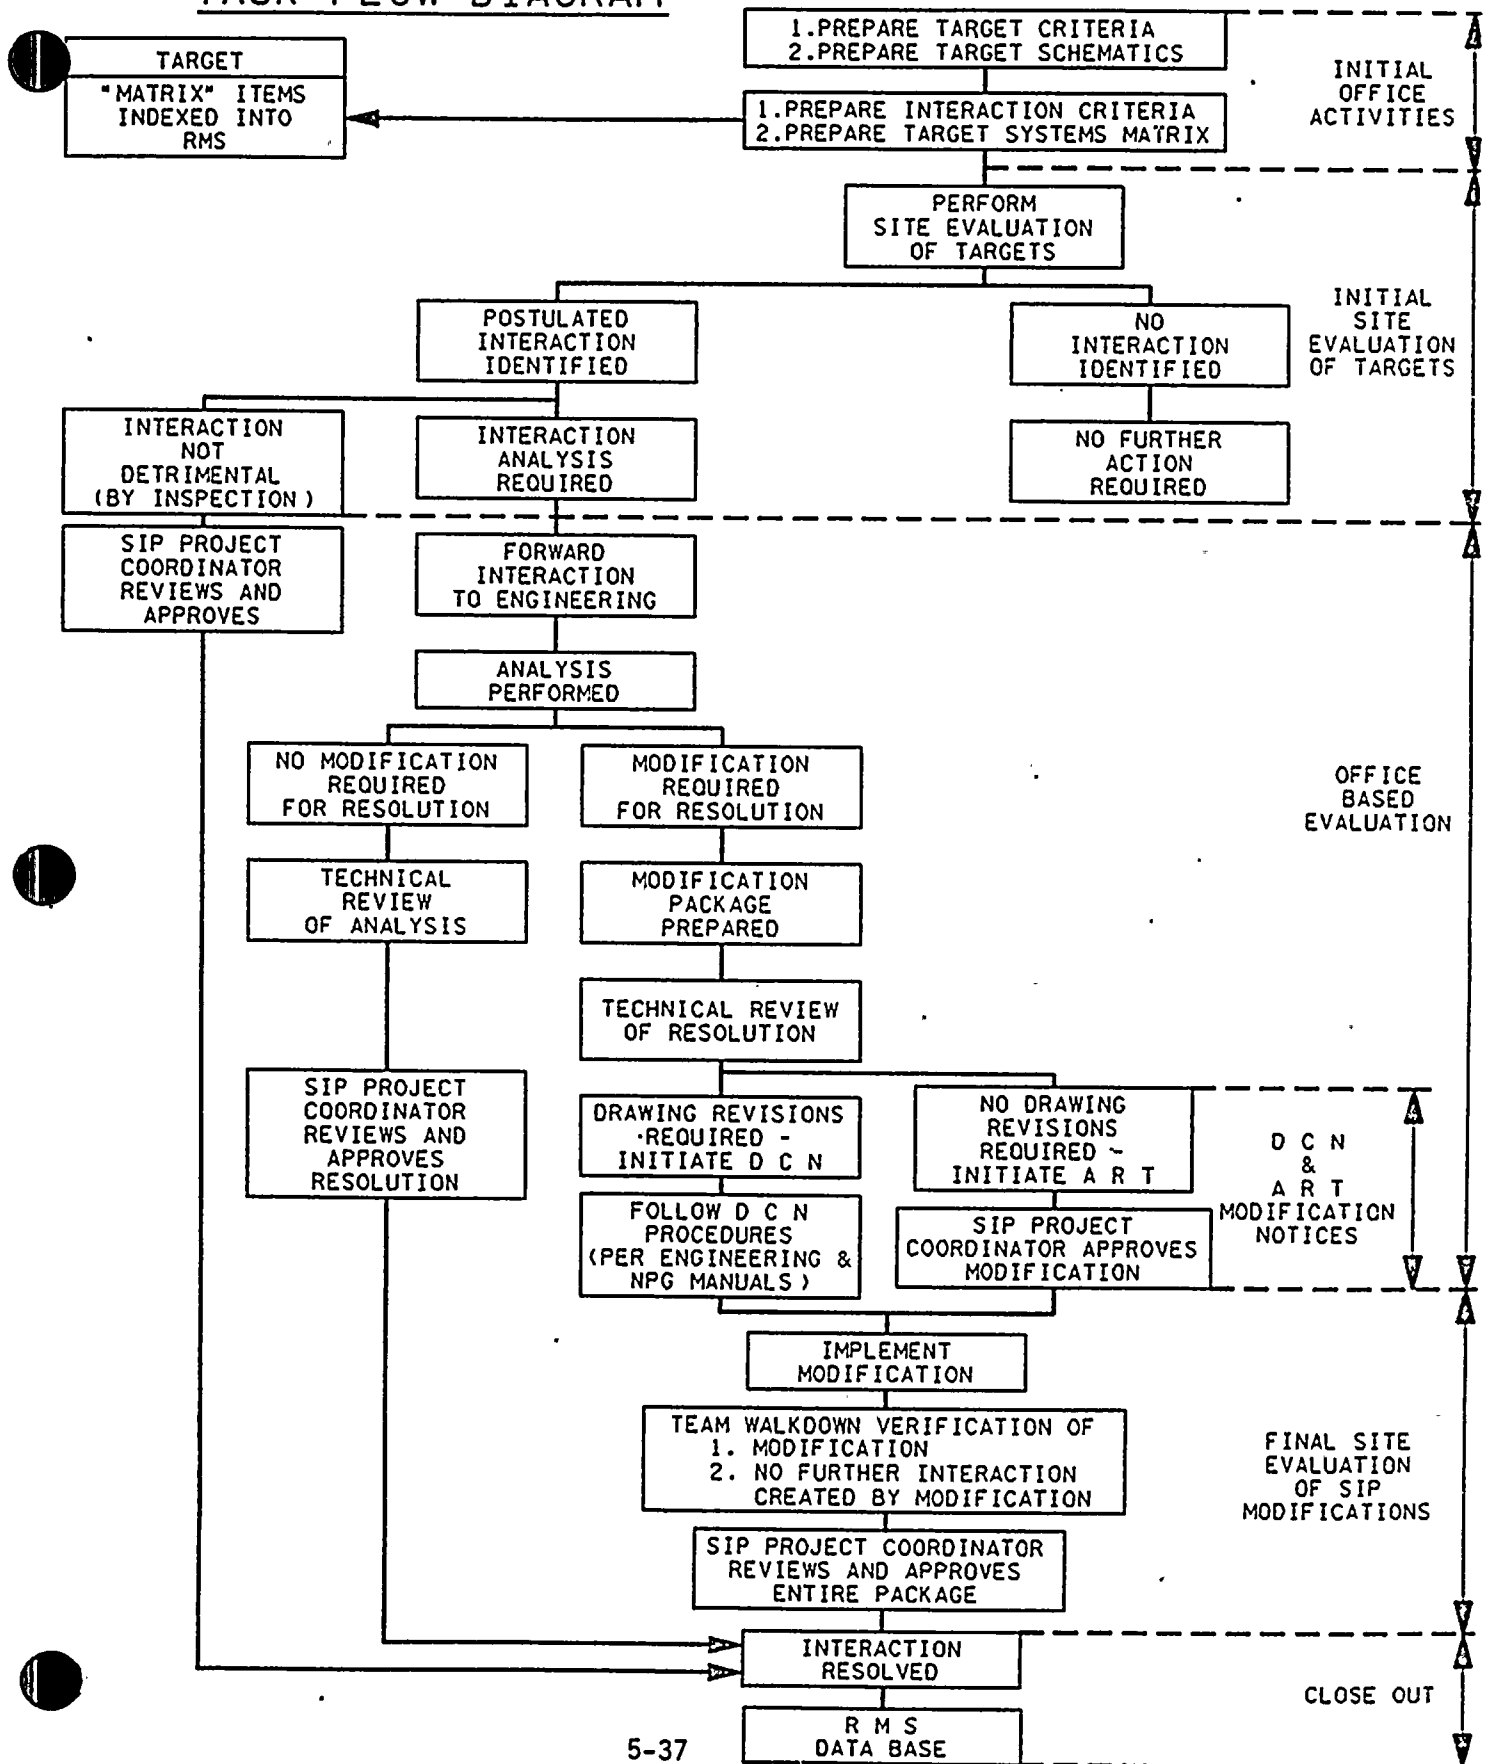 TASK FLOW DIAGRAM
1.PREPARE TARGET CRITERIA
2.PREPARE TARGET SCHEMATICS
TARGET
"MATRIX" ITEMS
INDEXED INTO
RMS
1.PREPARE INTERACTION CRITERIA
2.PREPARE TARGET SYSTEMS MATRIX
INITIAL
OFFICE
ACTIVITIES
PERFORM
SITE EVALUATION
OF TARGETS
POSTULATED
INTERACTION
IDENTIFIED
NO
INTERACTION
IDENTIFIED
INITIAL
SITE
EVALUATION
OF TARGETS
INTERACTION
NOT
DETRIMENTAL
(BY INSPECTION)
INTERACTION
ANALYSIS
REQUIRED
NO FURTHER
ACTION
REQUIRED
SIP PROJECT
COORDINATOR
REVIEWS AND
APPROVES
FORWARD
INTERACTION
TO ENGINEERING
ANALYSIS
PERFORMED
NO MODIFICATION
REQUIRED
FOR RESOLUTION
MODIFICATION
REQUIRED
FOR RESOLUTION
OFFICE
BASED
EVALUATION
TECHNICAL
REVIEW
OF ANALYSIS
MODIFICATION
PACKAGE
PREPARED
TECHNICAL REVIEW
OF RESOLUTION
SIP PROJECT
COORDINATOR
REVIEWS AND
APPROVES
RESOLUTION
DRAWING REVISIONS
REQUIRED -
INITIATE D C N
NO DRAWING
REVISIONS
REQUIRED -
INITIATE A R T
D C N
&
A R T
MODIFICATION
NOTICES
FOLLOW D C N
PROCEDURES
(PER ENGINEERING &
NPG MANUALS)
SIP PROJECT
COORDINATOR APPROVES
MODIFICATION
IMPLEMENT
MODIFICATION
TEAM WALKDOWN VERIFICATION OF
1. MODIFICATION
2. NO FURTHER INTERACTION
CREATED BY MODIFICATION
FINAL SITE
EVALUATION
OF SIP
MODIFICATIONS
SIP PROJECT COORDINATOR
REVIEWS AND APPROVES
ENTIRE PACKAGE
INTERACTION
RESOLVED
CLOSE OUT
R M S
DATA BASE
5-37